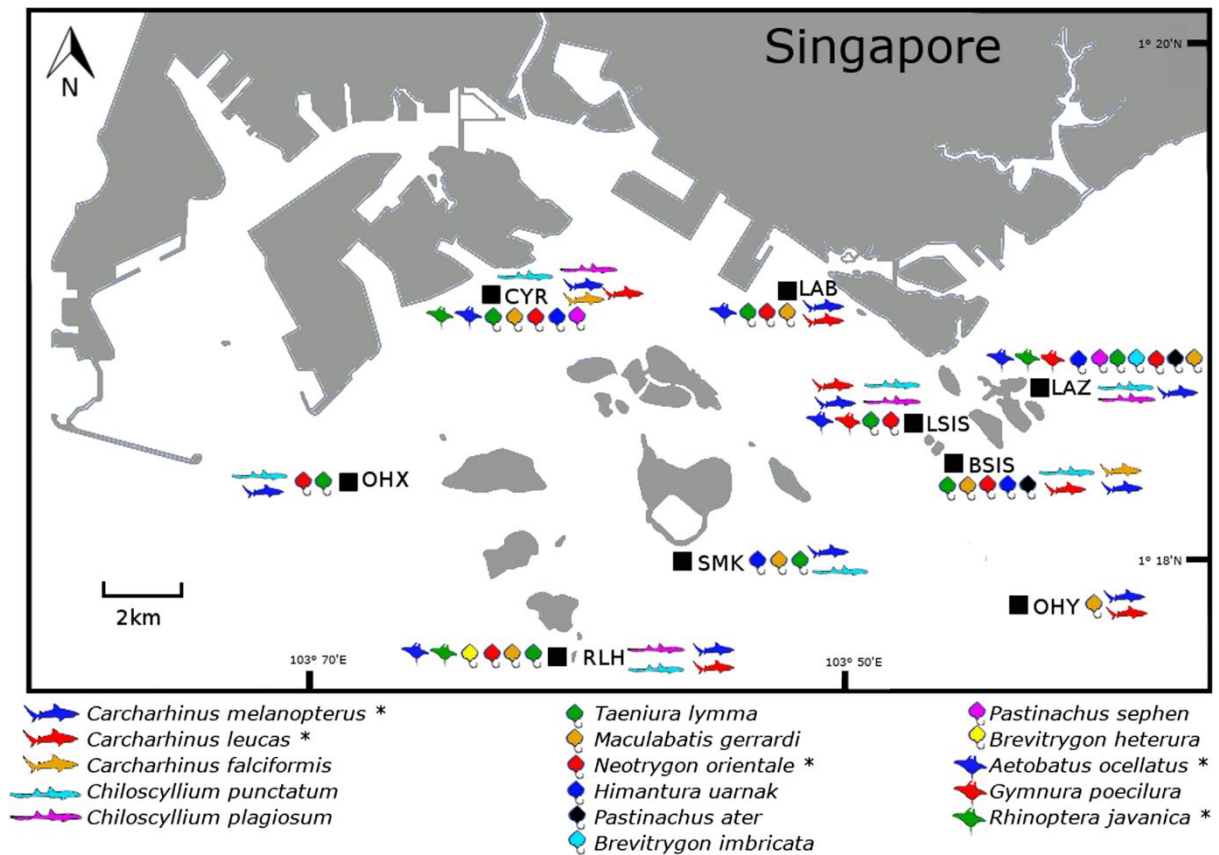 Singapore
1° 20'N
N
CYR
LAB
LAZ
LSIS
BSIS
OHX
SMK
1° 18'N
OHY
2km
RLH
103° 70'E
103° 50'E
Carcharhinus melanopterus *
Carcharhinus leucas *
Carcharhinus falciformis
Chiloscyllium punctatum
Chiloscyllium plagiosum
Taeniura lymma
Maculabatis gerrardi
Neotrygon orientale *
Himantura uarnak
Pastinachus ater
Brevitrygon imbricata
Pastinachus sephen
Brevitrygon heterura
Aetobatus ocellatus *
Gymnura poecilura
Rhinoptera javanica *